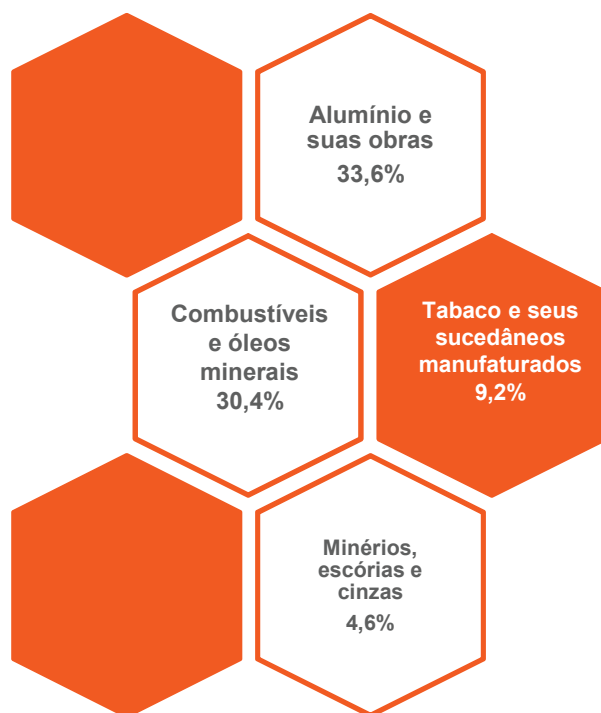 Alumínio e
suas obras
33,6%
Combustíveis
e óleos
minerais
30,4%
Tabaco e seus
sucedâneos
manufaturados
9,2%
Minérios,
escórias e
cinzas
4,6%